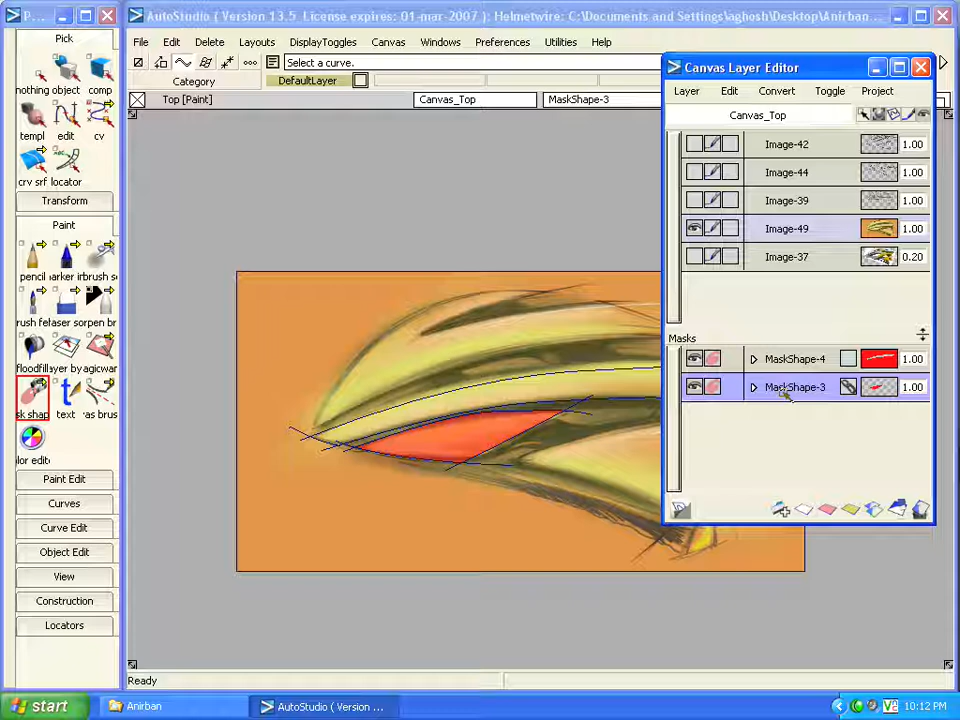 P...
AutoStudio ( Version 13.5 License expires: 01-mar-2007 ) : Helmetwire: C:\Documents and Settings\aghosh\Desktop\Anirban...
Pick
File Edit Delete Layouts DisplayToggles Canvas Windows Preferences Utilities Help
Select a curve.
Category
DefaultLayer
nothing object comp
Top [Paint]
Canvas_Top
MaskShape-3
templ edit cv
crv srf locator
Transform
Paint
pencil
text
Paint Edit
Curves
Curve Edit
Object Edit
View
Construction
Locators
Canvas Layer Editor
Layer Edit Convert Toggle Project
Canvas_Top
Image-42 1.00
Image-44 1.00
Image-39 1.00
Image-49 1.00
Image-37 0.20
Masks
MaskShape-4 1.00
MaskShape-3 1.00
Ready
start
Anirban
AutoStudio ( Version ...
10:12 PM